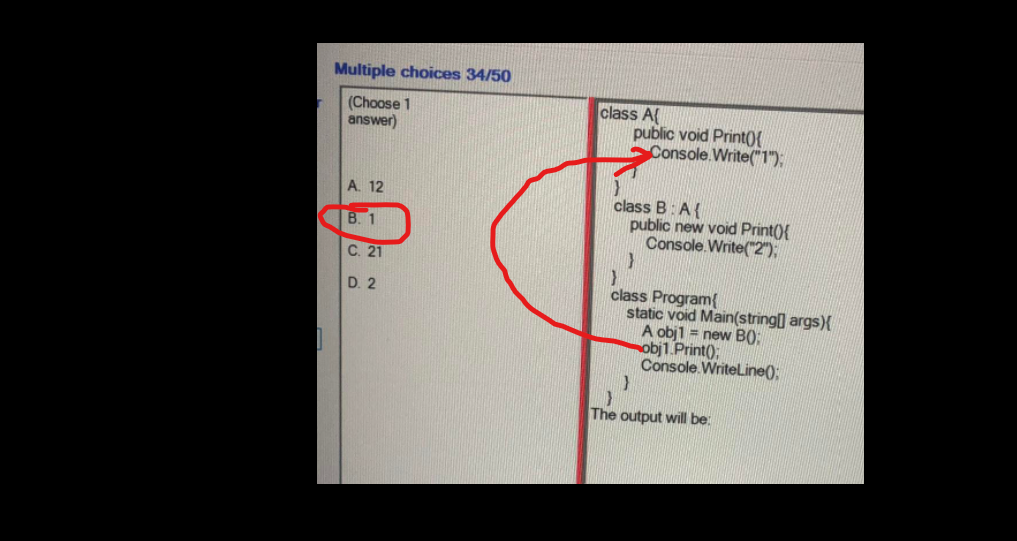 Multiple choices 34/50
(Choose 1
answer)
A. 12
B. 1
C. 21
D. 2
class A{
public void Print(){
Console.Write("1");
}
}
class B : A {
public new void Print(){
Console.Write("2");
}
}
class Program{
static void Main(string[] args){
A obj1 = new B();
obj1.Print();
Console.WriteLine();
}
}
The output will be: